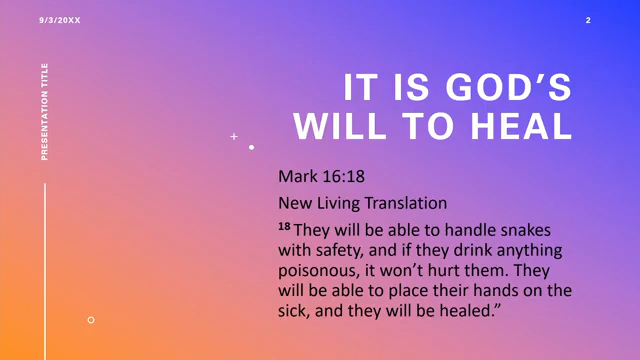 9/3/20XX
2
PRESENTATION TITLE
IT IS GOD’S
WILL TO HEAL
Mark 16:18
New Living Translation
18 They will be able to handle snakes
with safety, and if they drink anything
poisonous, it won’t hurt them. They
will be able to place their hands on the
sick, and they will be healed.”